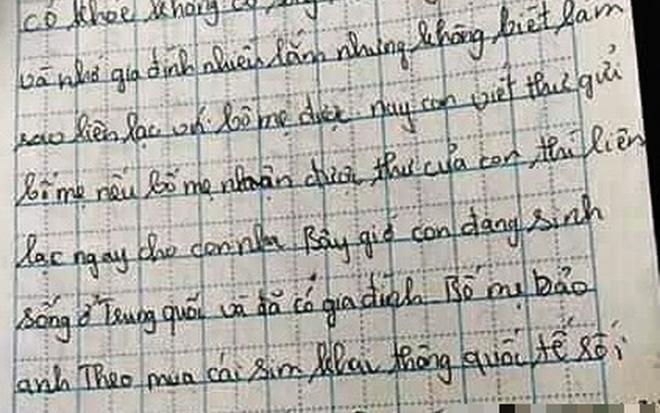 có khỏe không có
và nhớ gia đình nhiều lắm nhưng không biết lam
sao liên lạc với bố mẹ được nay con viết thư gửi
bố mẹ nếu bố mẹ nhận được thư của con thì liên
lạc ngay cho con nha Bây giờ con đang sinh
sống ở Trung quốc và đã có gia đình Bố mẹ bảo
anh Theo mua cái sim khai thông quốc tế rồi